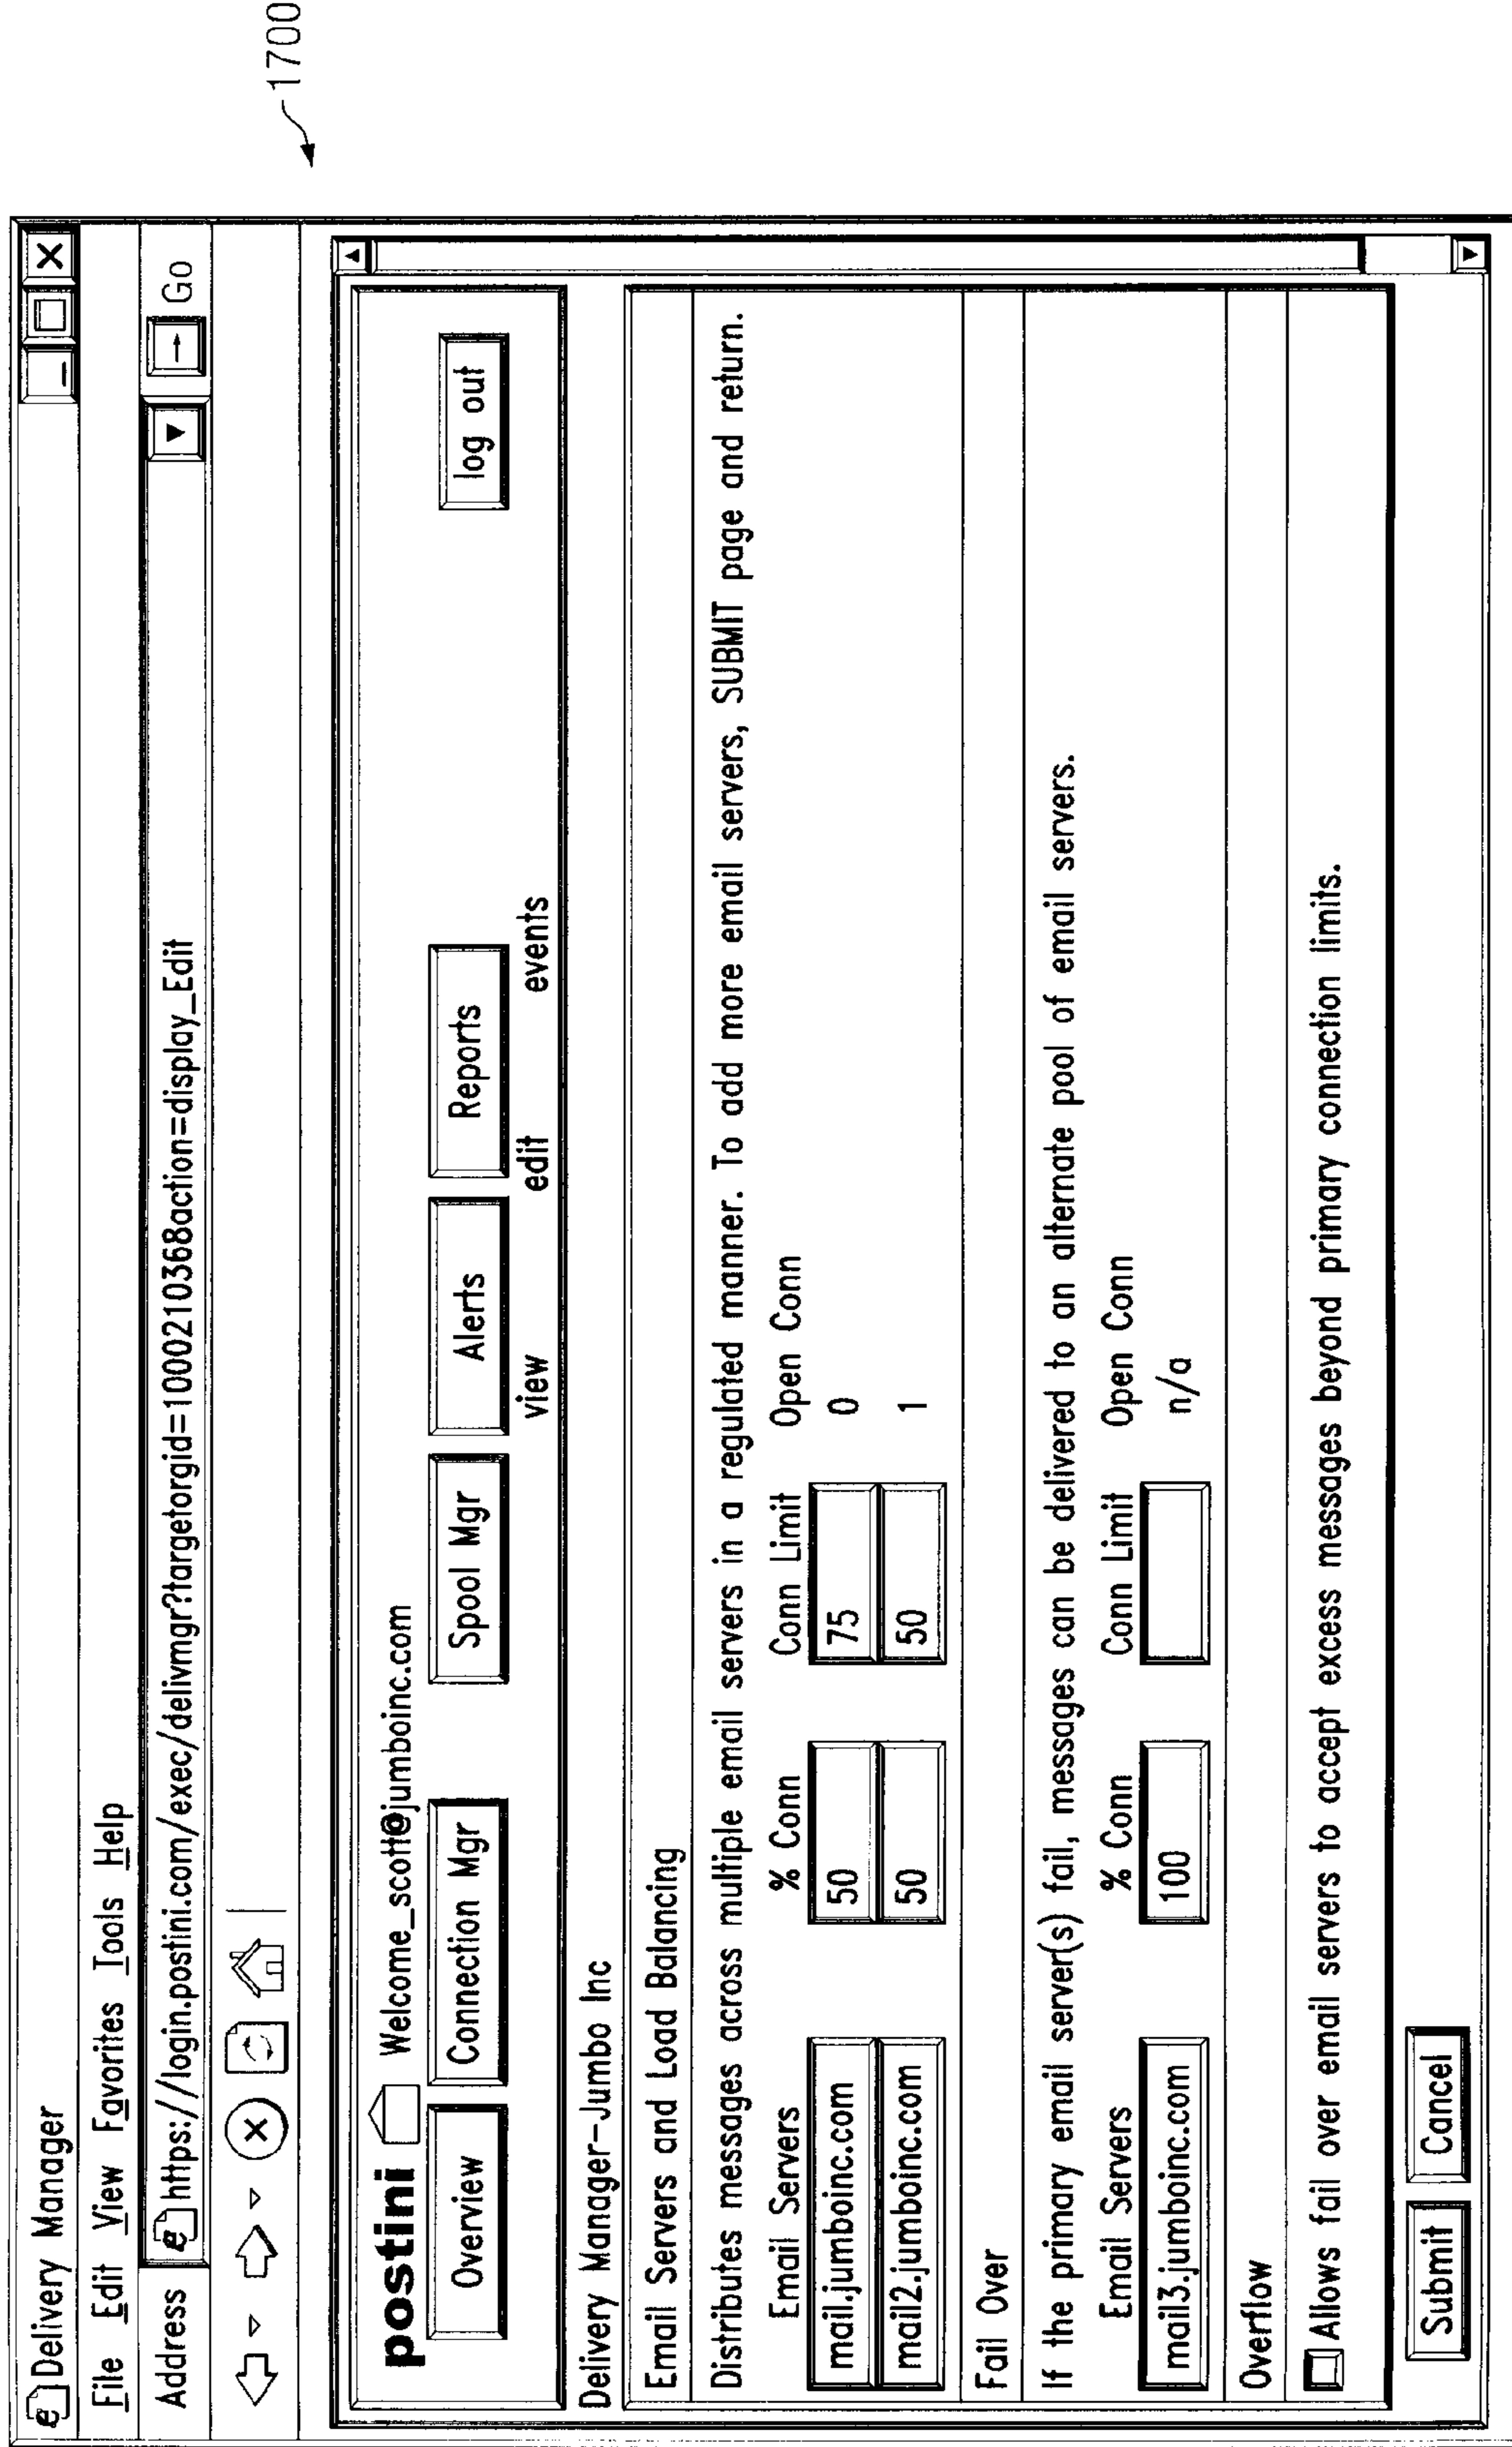 1700
Delivery Manager
File Edit View Favorites Tools Help
Address https://login.postini.com/exec/delivmgr?targetorgid=100021036&action=display_Edit Go
postini Welcome_scott@jumboinc.com
Overview Connection Mgr Spool Mgr Alerts Reports log out
view edit events
Delivery Manager-Jumbo Inc
Email Servers and Load Balancing
Distributes messages across multiple email servers in a regulated manner. To add more email servers, SUBMIT page and return.
Email Servers % Conn Conn Limit Open Conn
mail.jumboinc.com 50 75 0
mail2.jumboinc.com 50 50 1
Fail Over
If the primary email server(s) fail, messages can be delivered to an alternate pool of email servers.
Email Servers % Conn Conn Limit Open Conn
mail3.jumboinc.com 100 n/a
Overflow
Allows fail over email servers to accept excess messages beyond primary connection limits.
Submit Cancel